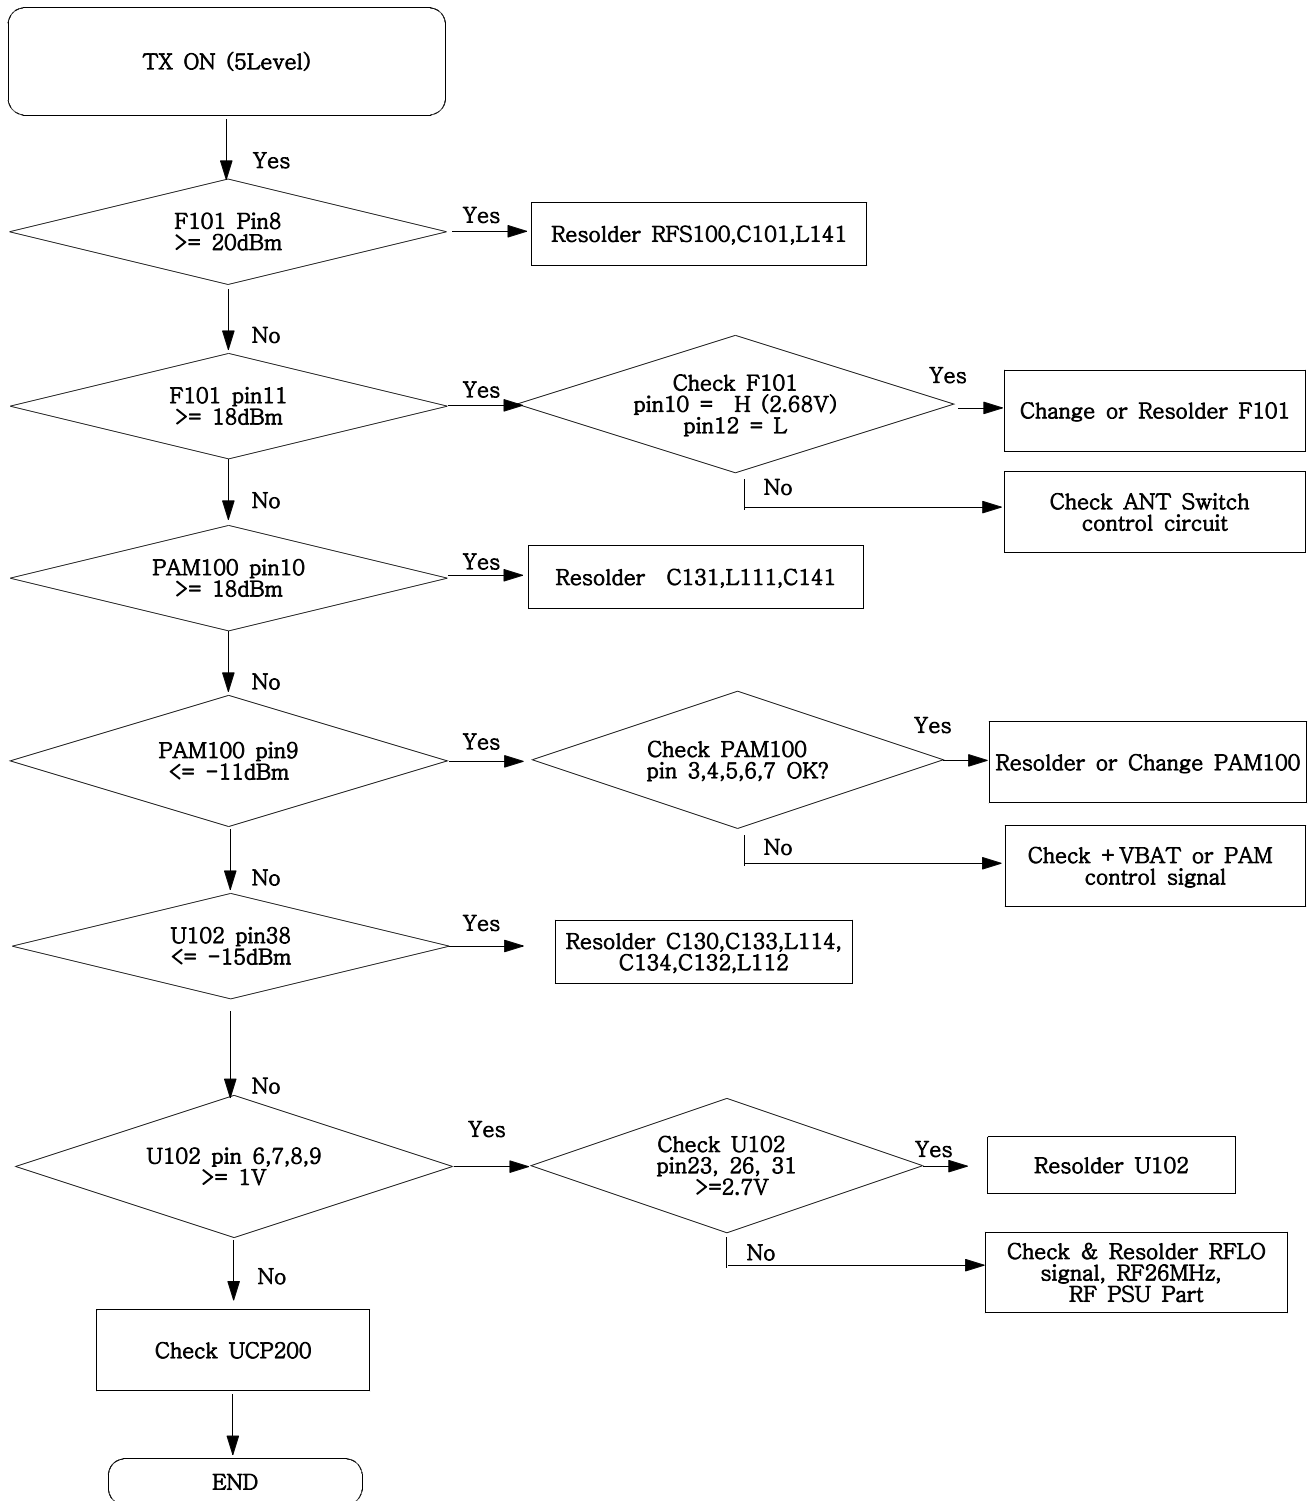 TX ON (5Level)
Yes
F101 Pin8
>= 20dBm
Yes
Resolder RFS100,C101,L141
No
F101 pin11
>= 18dBm
Yes
Check F101
pin10 = H (2.68V)
pin12 = L
Yes
Change or Resolder F101
No
Check ANT Switch
control circuit
No
PAM100 pin10
>= 18dBm
Yes
Resolder C131,L111,C141
No
PAM100 pin9
<= -11dBm
Yes
Check PAM100
pin 3,4,5,6,7 OK?
Yes
Resolder or Change PAM100
No
Check +VBAT or PAM
control signal
No
U102 pin38
<= -15dBm
Yes
Resolder C130,C133,L114,
C134,C132,L112
No
U102 pin 6,7,8,9
>= 1V
Yes
Check U102
pin23, 26, 31
>=2.7V
Yes
Resolder U102
No
Check & Resolder RFLO
signal, RF26MHz,
RF PSU Part
No
Check UCP200
END